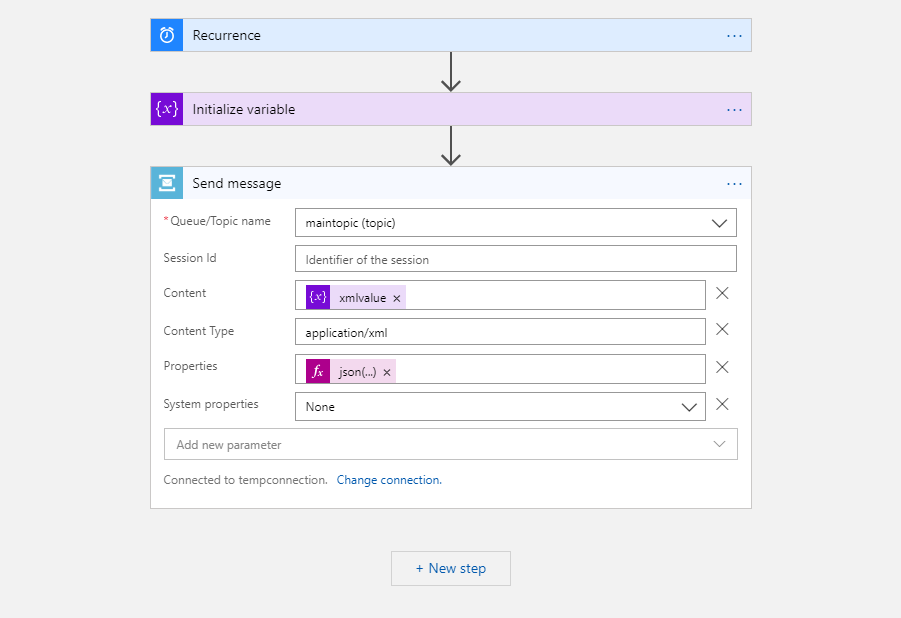 Recurrence ...
{x} Initialize variable ...
Send message ...
* Queue/Topic name maintopic (topic)
Session Id Identifier of the session
Content {x} xmlvalue ×
Content Type application/xml
Properties fx json(...) ×
System properties None
Add new parameter
Connected to tempconnection. Change connection.
+ New step